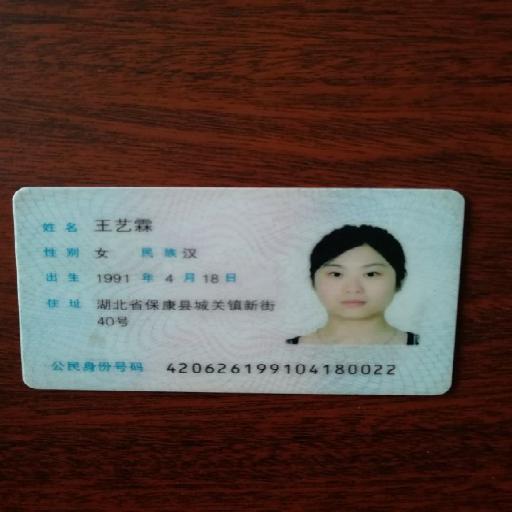 姓名 王艺霖
性别 女 民族 汉
出生 1991 年 4 月 18 日
住址 湖北省保康县城关镇新街
40号
公民身份号码 420626199104180022